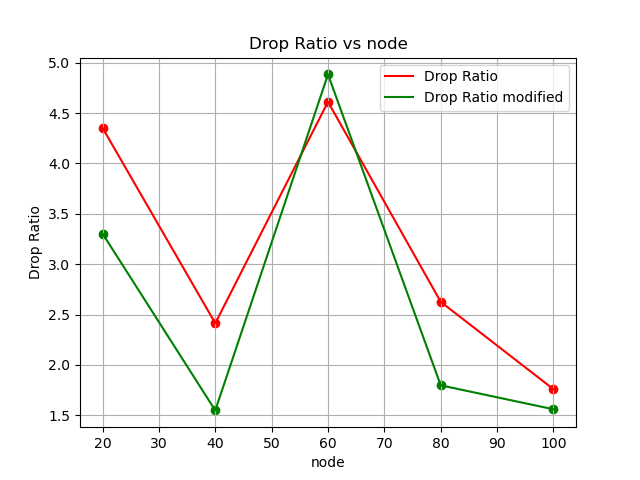 Drop Ratio vs node
Drop Ratio
Drop Ratio modified
5.0
4.5
4.0
3.5
3.0
2.5
2.0
1.5
Drop Ratio
20 30 40 50 60 70 80 90 100
node